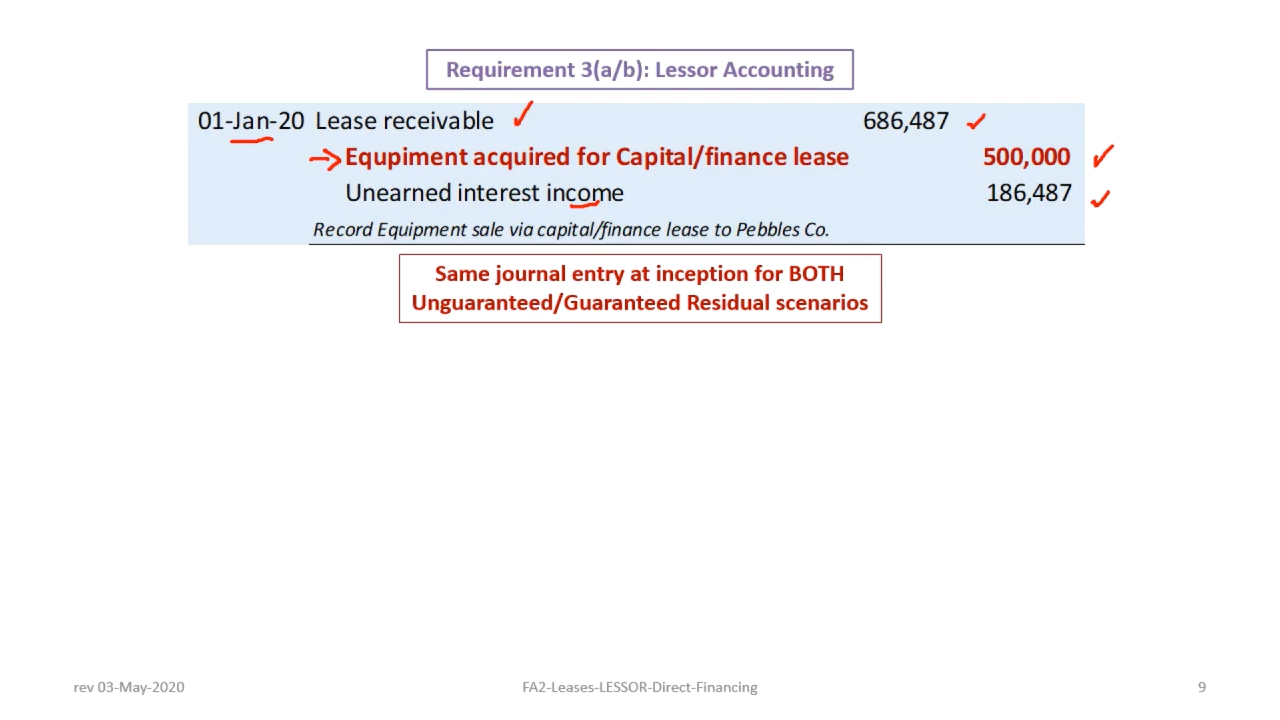 Requirement 3(a/b): Lessor Accounting
01-Jan-20 Lease receivable 686,487
Equpiment acquired for Capital/finance lease 500,000
Unearned interest income 186,487
Record Equipment sale via capital/finance lease to Pebbles Co.
Same journal entry at inception for BOTH
Unguaranteed/Guaranteed Residual scenarios
rev 03-May-2020 FA2-Leases-LESSOR-Direct-Financing 9